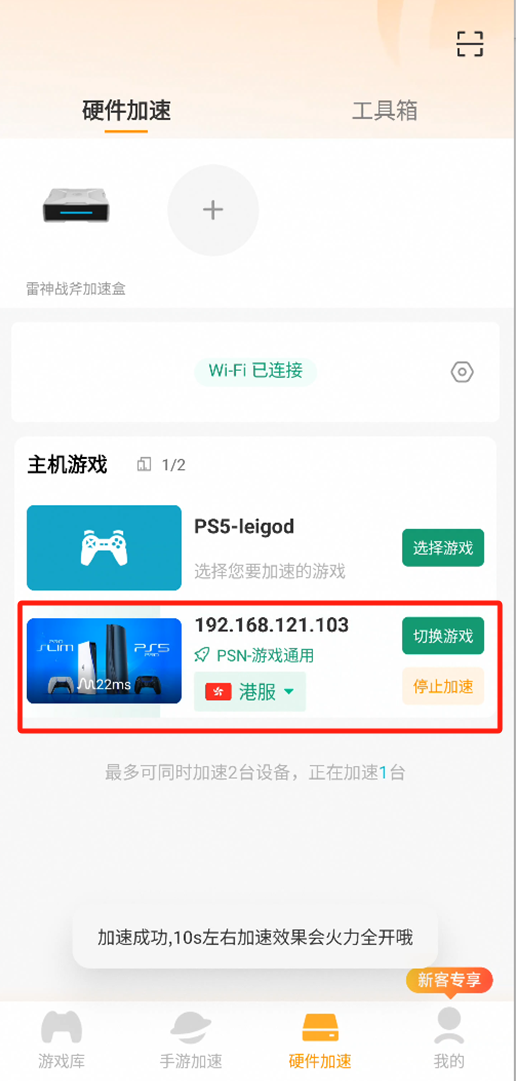 硬件加速
工具箱
雷神战斧加速盒
Wi-Fi 已连接
主机游戏 1/2
PS5-leigod
选择您要加速的游戏
选择游戏
192.168.121.103
PSN-游戏通用
港服
切换游戏
停止加速
SLIM
PS5
PRO
22ms
最多可同时加速2台设备，正在加速1台
加速成功,10s左右加速效果会火力全开哦
新客专享
游戏库
手游加速
硬件加速
我的